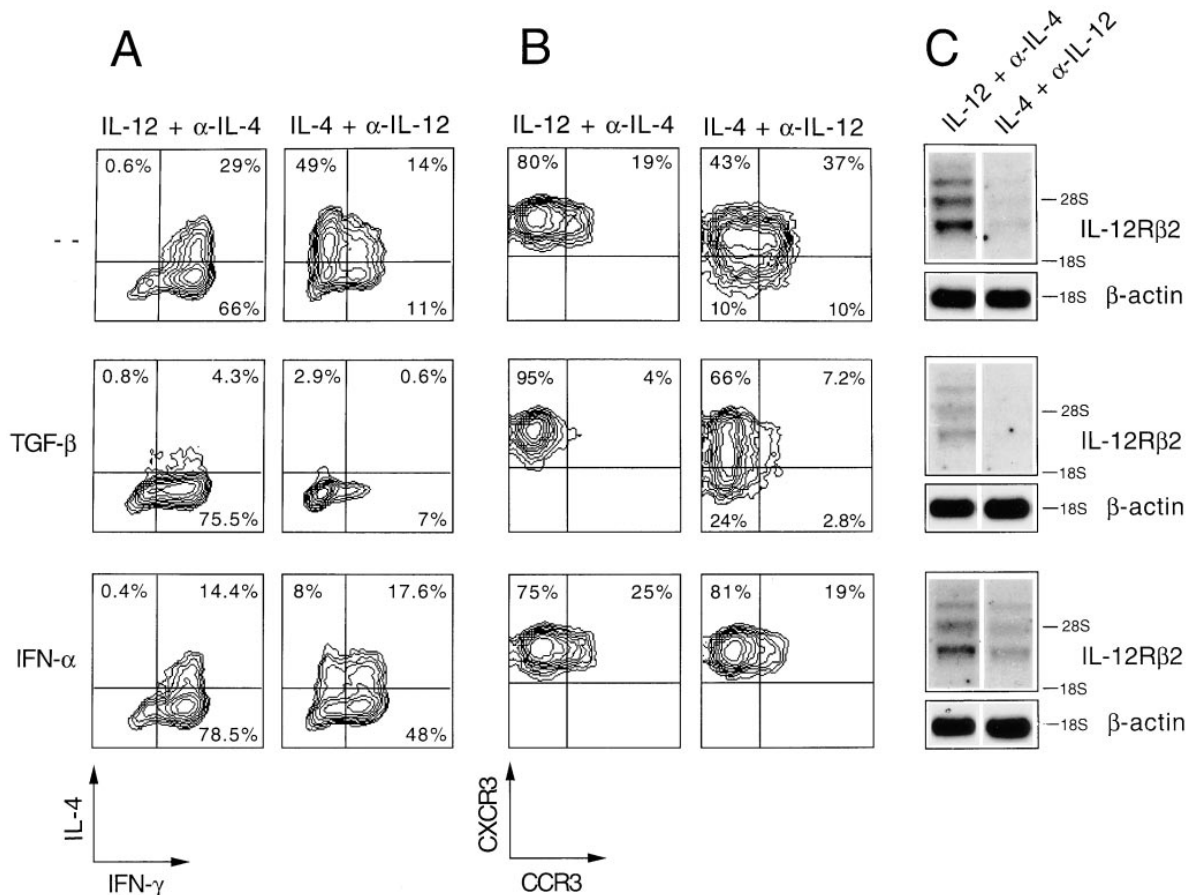 A
B
C
IL-12 + α-IL-4
IL-4 + α-IL-12
IL-12 + α-IL-4
IL-4 + α-IL-12
IL-12 + α-IL-4
IL-4 + α-IL-12
- -
0.6% 29%
66%
49% 14%
11%
80% 19%
43% 37%
10% 10%
28S
IL-12Rβ2
18S
18S β-actin
TGF-β
0.8% 4.3%
75.5%
2.9% 0.6%
7%
95% 4%
66% 7.2%
24% 2.8%
28S
IL-12Rβ2
18S
18S β-actin
IFN-α
0.4% 14.4%
78.5%
8% 17.6%
48%
75% 25%
81% 19%
28S
IL-12Rβ2
18S
18S β-actin
IL-4
IFN-γ
CXCR3
CCR3